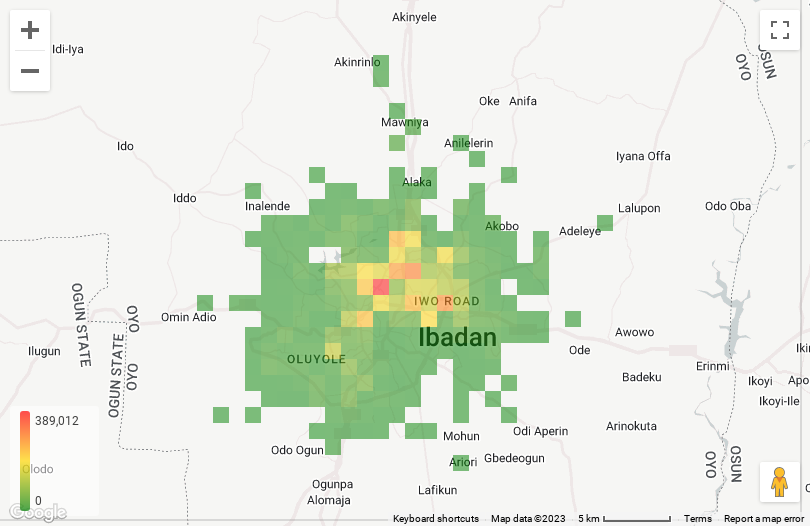 Akinyele
Idi-Iya
OSUN
OYO
Akinrinlo
Oke
Anifa
Mawniya
Ido
Anilelerin
Iyana Offa
Alaka
Iddo
Inalende
Lalupon
Odo Oba
Akobo
Adeleye
OGUN STATE
OYO
IWO ROAD
Omin Adio
OGUN STATE
OYO
Ibadan
Awowo
Ilugun
OLUYOLE
Ode
Ikir
Erinmi
Badeku
Ikoyi
Apo
Ikoyi-Ile
389,012
Arinokuta
Odi Aperin
Mohun
Odo Ogun
OSUN
OYO
Gbedeogun
Ariori
Olodo
Ogunpa
Alomaja
Lafikun
0
Google
Keyboard shortcuts
Map data ©2023
5 km
Terms
Report a map error